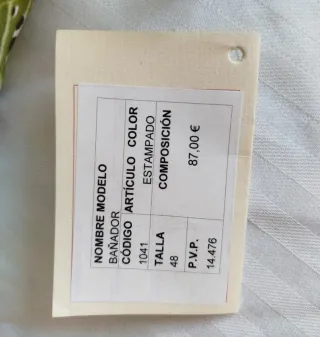 NOMBRE MODELO
BAÑADOR
CÓDIGO ARTÍCULO COLOR
1041 ESTAMPADO
TALLA COMPOSICIÓN
48
P.V.P. 87,00 €
14.476